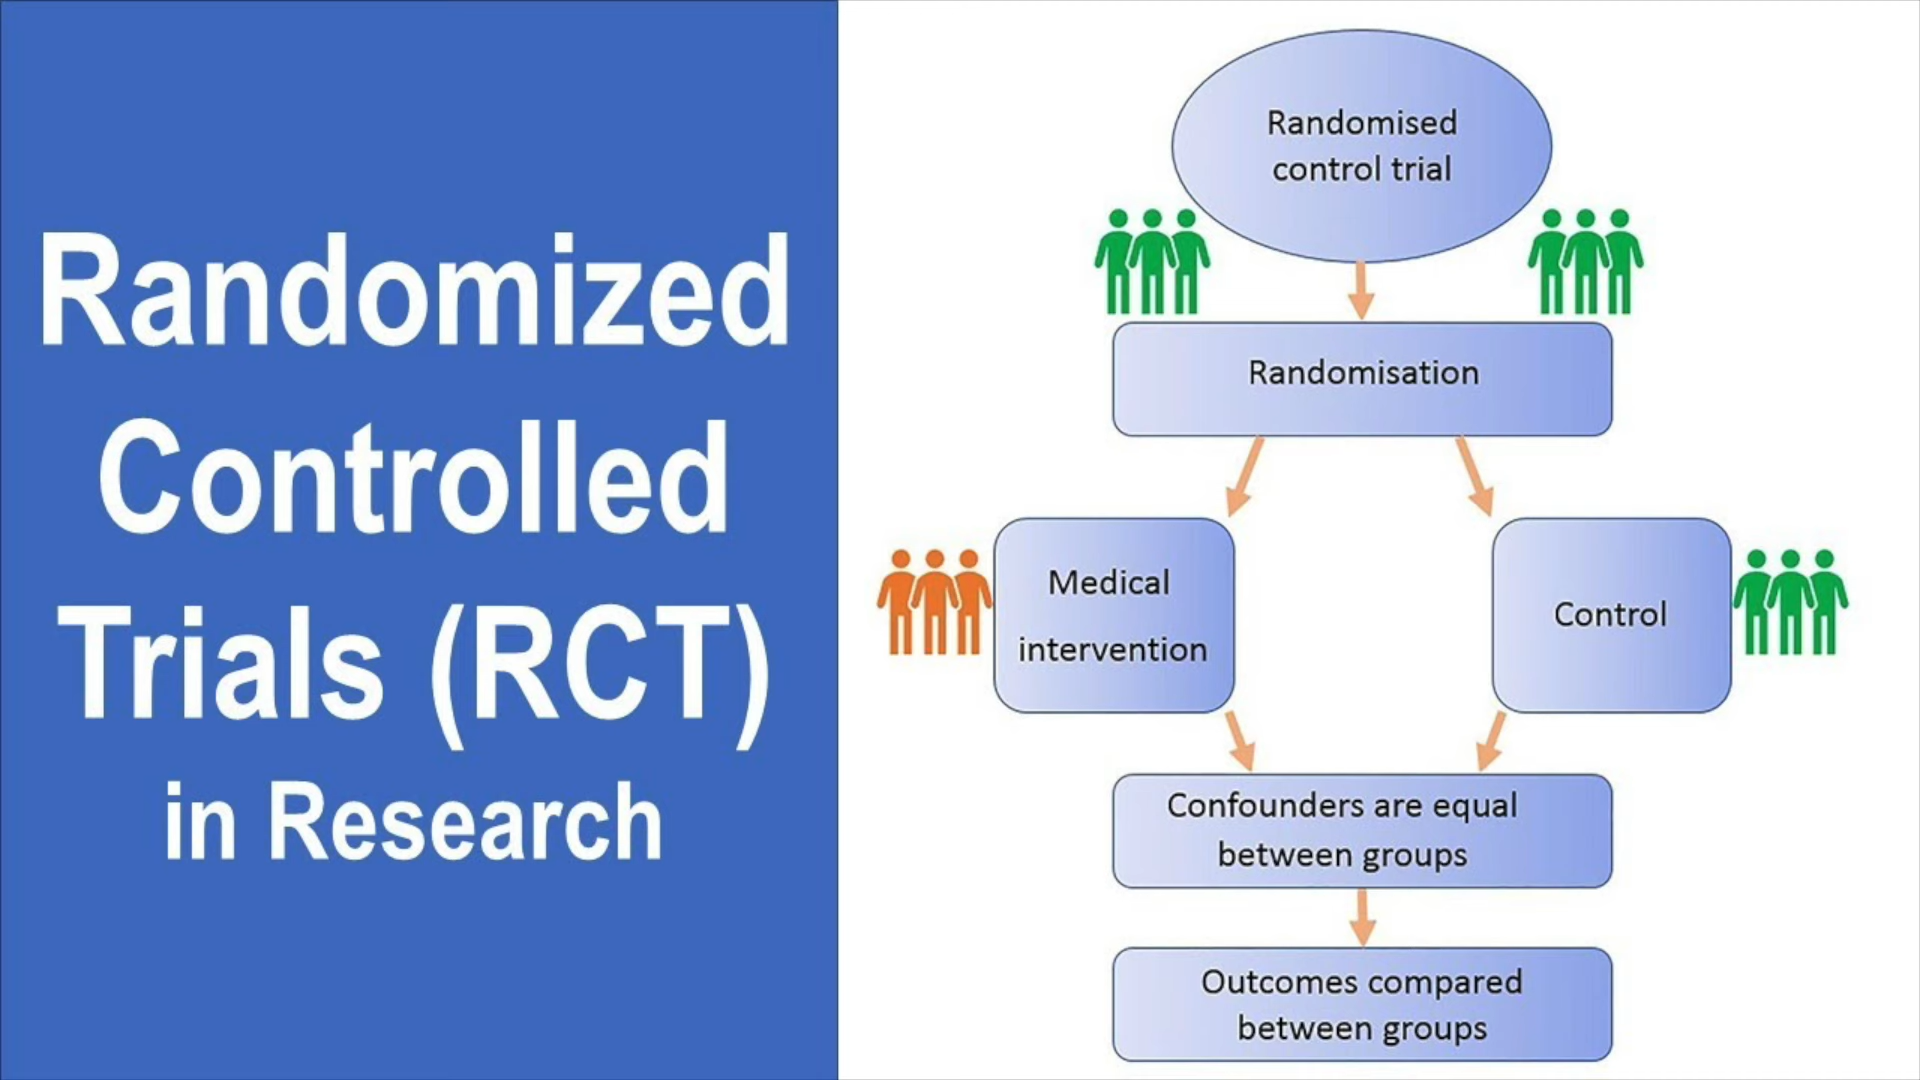 Randomized
Controlled
Trials (RCT)
in Research
Randomised
control trial
Randomisation
Medical
intervention
Control
Confounders are equal
between groups
Outcomes compared
between groups